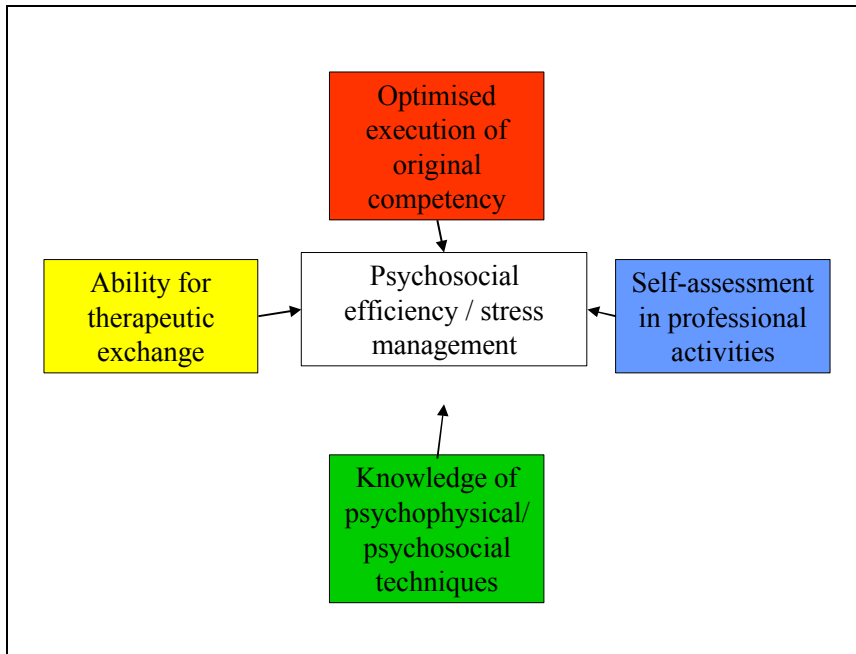 Optimised
execution of
original
competency
Ability for
therapeutic
exchange
Psychosocial
efficiency / stress
management
Self-assessment
in professional
activities
Knowledge of
psychophysical/
psychosocial
techniques